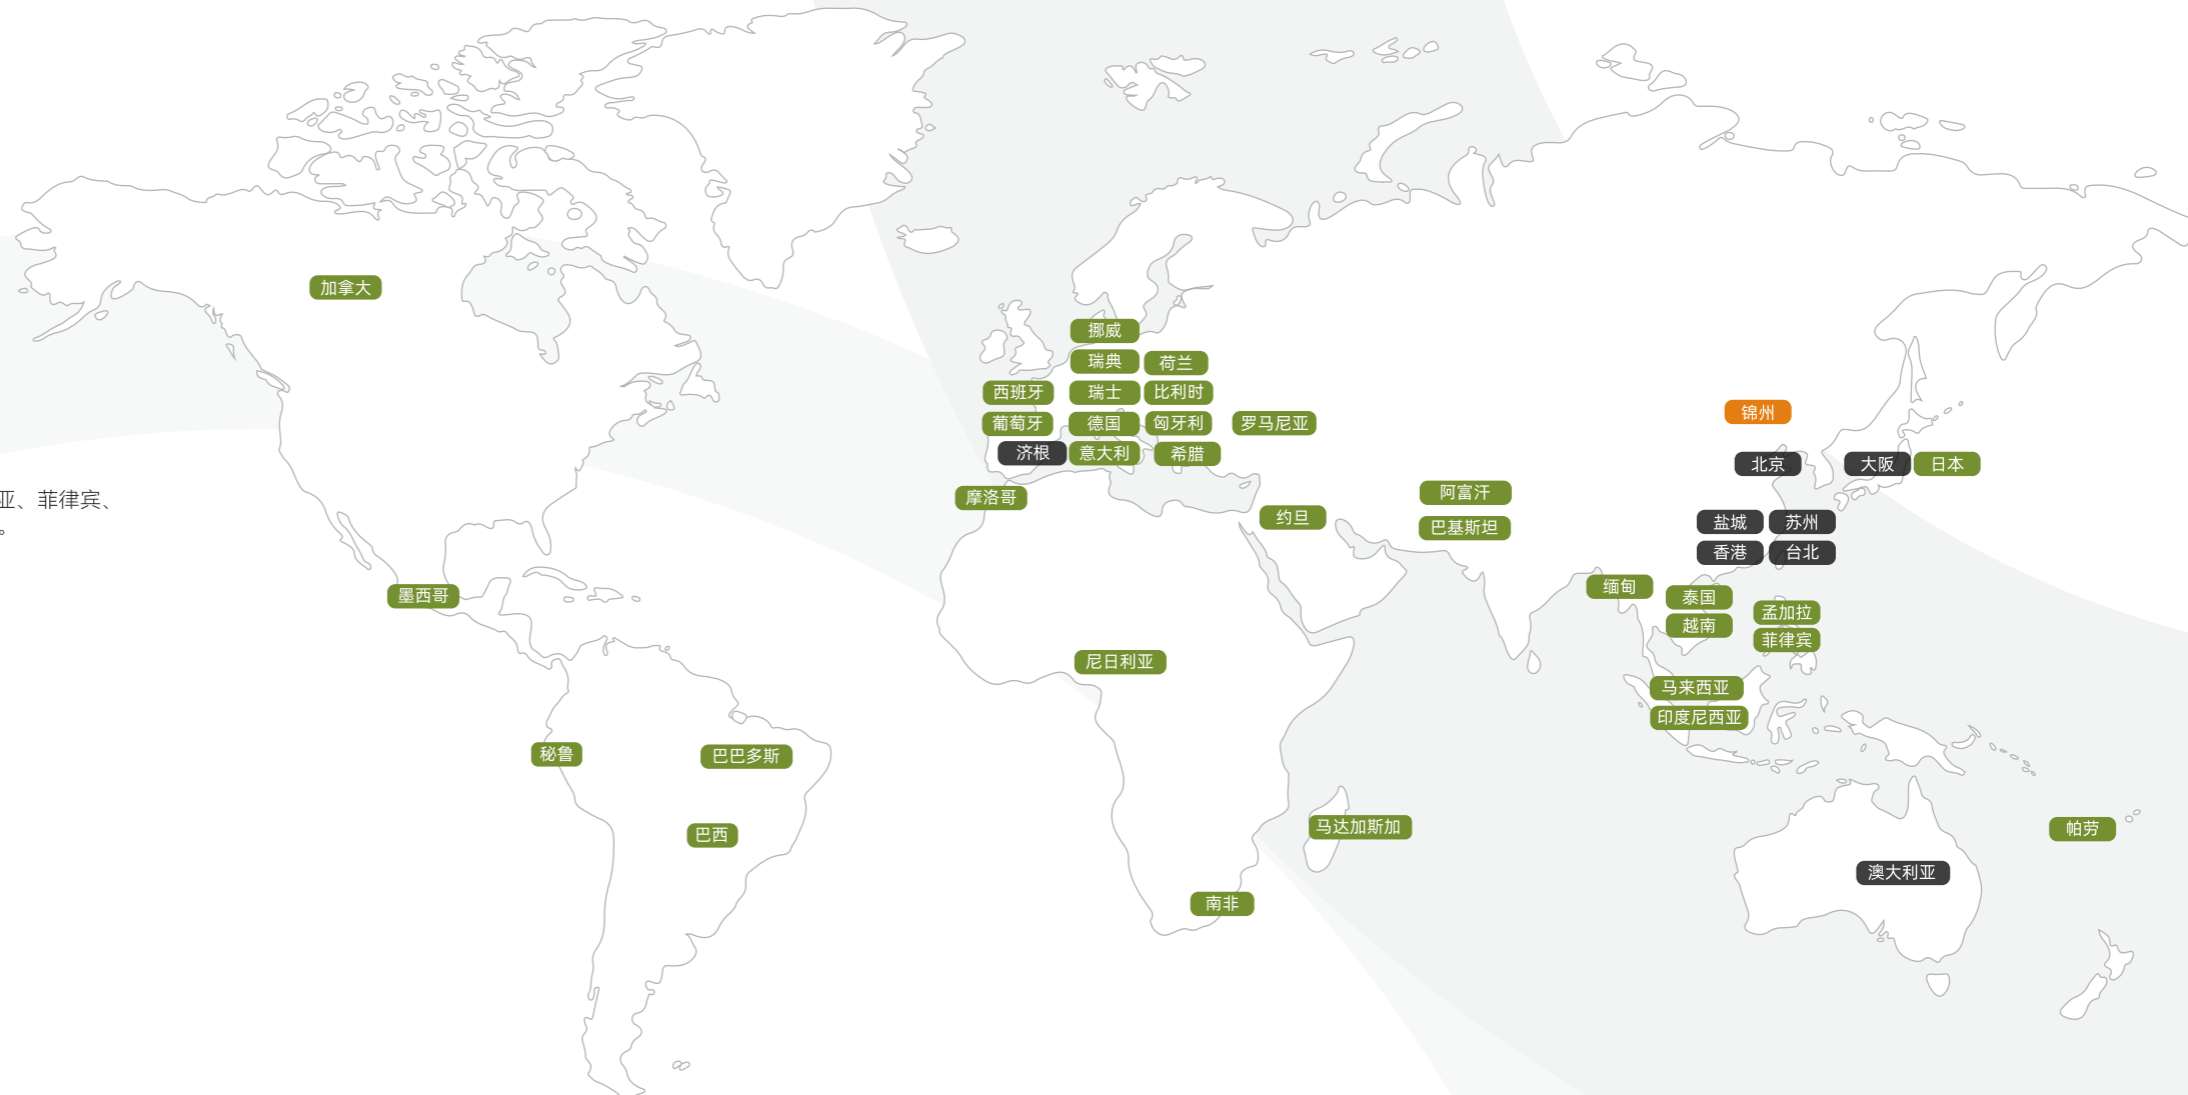 加拿大
挪威
瑞典 荷兰
西班牙 瑞士 比利时
锦州
葡萄牙 德国 匈牙利 罗马尼亚
济根 意大利 希腊
北京 大阪 日本
亚、菲律宾、
摩洛哥 阿富汗
约旦 巴基斯坦
盐城 苏州
。
香港 台北
墨西哥 缅甸
泰国
孟加拉
越南
菲律宾
尼日利亚
马来西亚
印度尼西亚
秘鲁 巴巴多斯
巴西 马达加斯加 帕劳
澳大利亚
南非